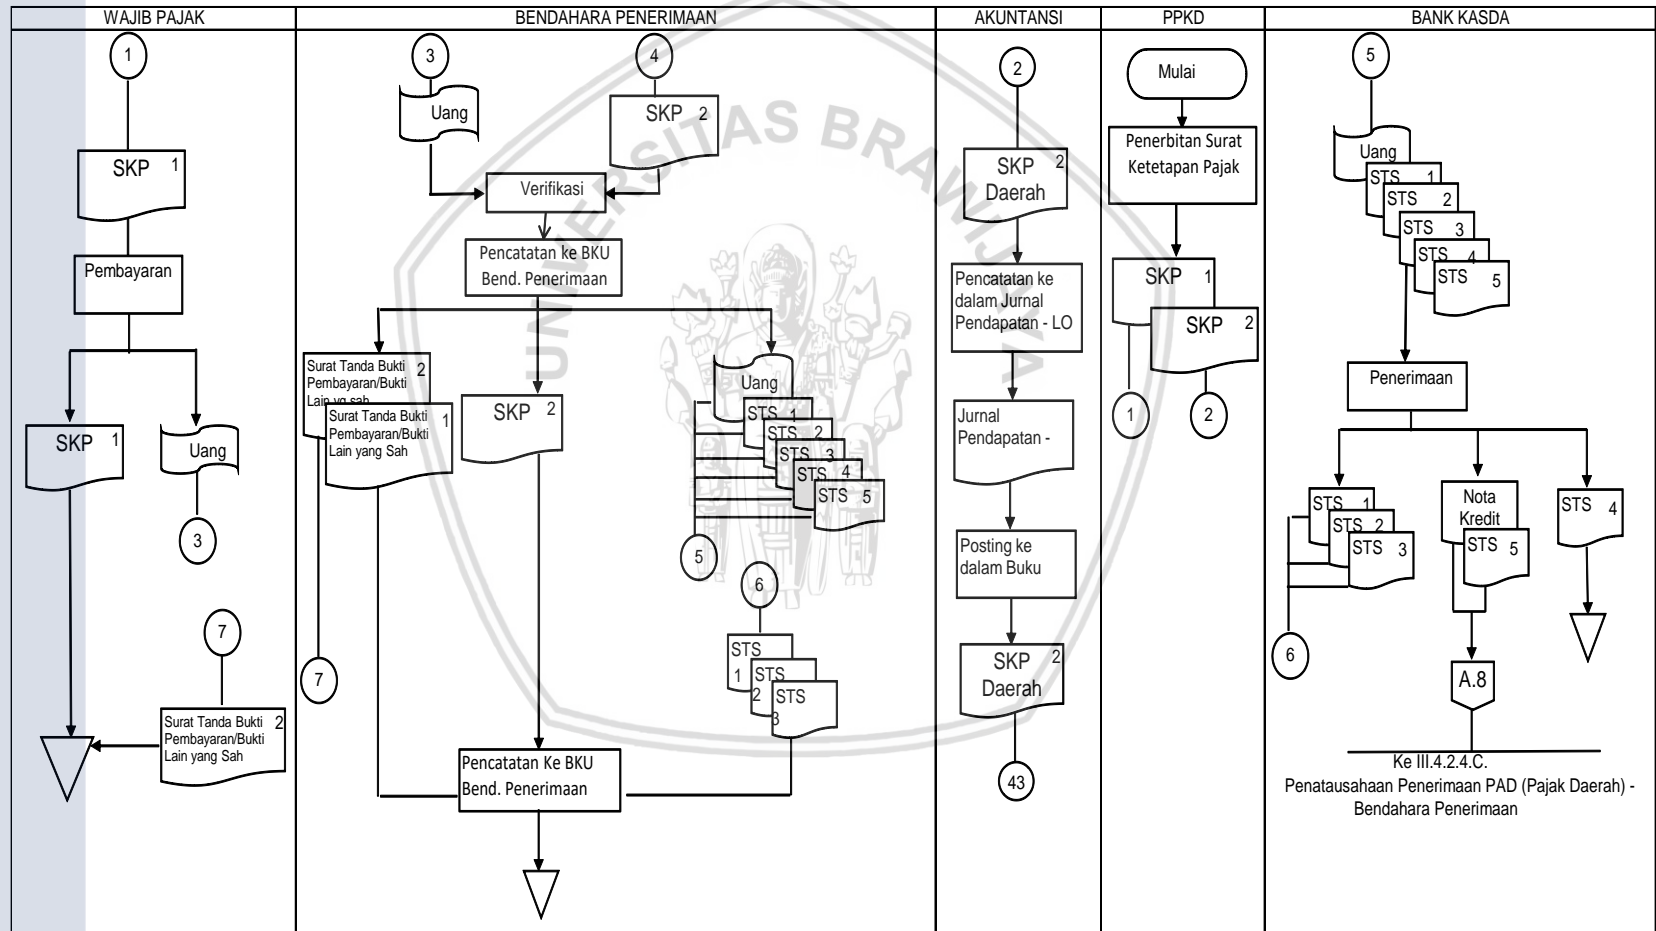 WAJIB PAJAK
1
SKP 1
Pembayaran
SKP 1
Uang
3
7
Surat Tanda Bukti 2
Pembayaran/Bukti
Lain yang Sah
BENDAHARA PENERIMAAN
3
Uang
4
SKP 2
Verifikasi
Pencatatan ke BKU
Bend. Penerimaan
Surat Tanda Bukti 2
Pembayaran/Bukti
Lain yg sah
Surat Tanda Bukti 1
Pembayaran/Bukti
Lain yang Sah
7
SKP 2
Uang
STS 1
STS 2
STS 3
STS 4
STS 5
5
6
STS
1
STS
2
STS
3
Pencatatan Ke BKU
Bend. Penerimaan
AKUNTANSI
2
SKP 2
Daerah
Pencatatan ke
dalam Jurnal
Pendapatan - LO
Jurnal
Pendapatan -
Posting ke
dalam Buku
SKP 2
Daerah
43
PPKD
Mulai
Penerbitan Surat
Ketetapan Pajak
SKP 1
SKP 2
1
2
BANK KASDA
5
Uang
STS 1
STS 2
STS 3
STS 4
STS 5
Penerimaan
STS 1
STS 2
STS 3
6
Nota
Kredit
STS 5
A.8
STS 4
Ke III.4.2.4.C.
Penatausahaan Penerimaan PAD (Pajak Daerah) -
Bendahara Penerimaan
UNIVERSITAS BRAWIJAYA